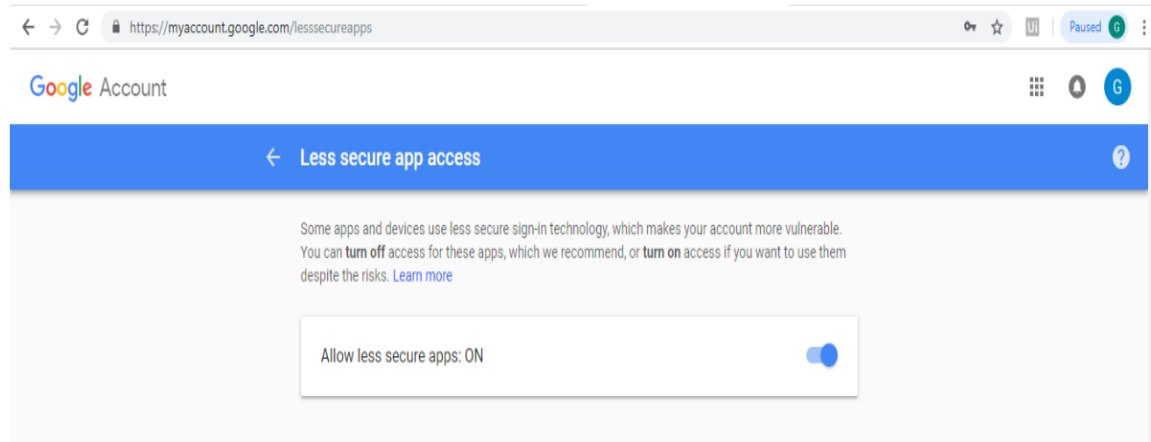 https://myaccount.google.com/lesssecureapps
Ui
Paused G
Google Account
G
Less secure app access
?
Some apps and devices use less secure sign-in technology, which makes your account more vulnerable.
You can turn off access for these apps, which we recommend, or turn on access if you want to use them
despite the risks. Learn more
Allow less secure apps: ON